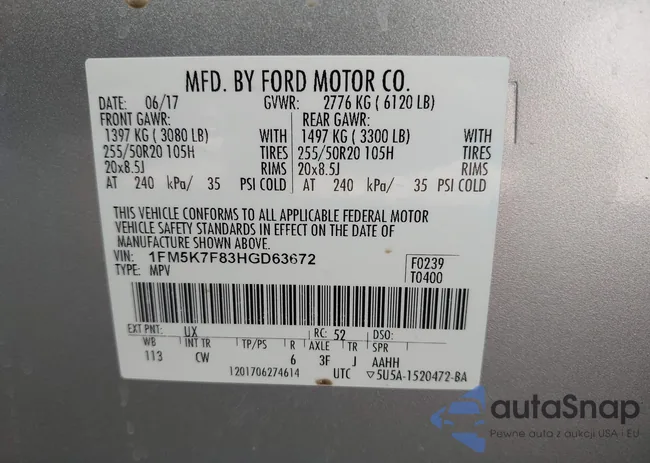 MFD. BY FORD MOTOR CO.
DATE: 06/17 GVWR: 2776 KG ( 6120 LB)
FRONT GAWR: REAR GAWR:
1397 KG ( 3080 LB) WITH 1497 KG ( 3300 LB) WITH
255/50R20 105H TIRES 255/50R20 105H TIRES
20x8.5J RIMS 20x8.5J RIMS
AT 240 kPa/ 35 PSI COLD AT 240 kPa/ 35 PSI COLD
THIS VEHICLE CONFORMS TO ALL APPLICABLE FEDERAL MOTOR
VEHICLE SAFETY STANDARDS IN EFFECT ON THE DATE OF
MANUFACTURE SHOWN ABOVE.
VIN: 1FM5K7F83HGD63672 F0239
TYPE: MPV T0400
EXT PNT: UX RC: 52 DSO:
WB INT TR TP/PS R AXLE TR SPR
113 CW 6 3F J AAHH
1201706274614 UTC ▽5U5A-1520472-BA
autaSnap
Pewne auta z aukcji USA i EU